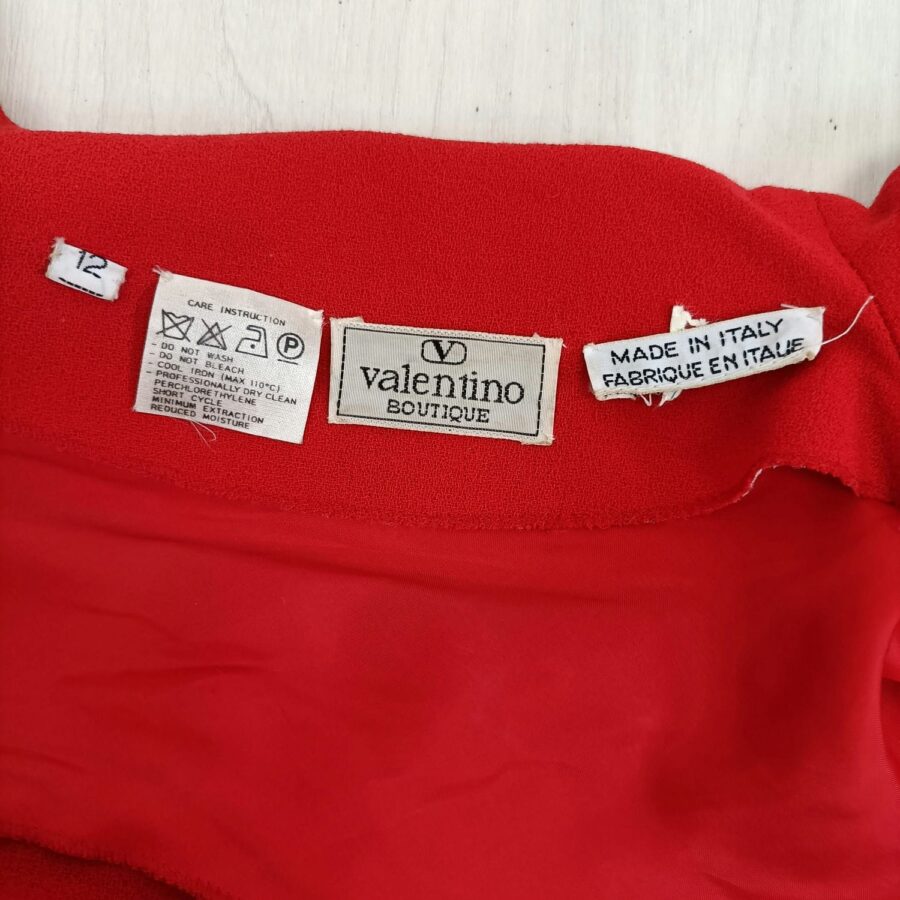 12
CARE INSTRUCTION
P
- DO NOT WASH
- DO NOT BLEACH
- COOL IRON (MAX 110°C)
- PROFESSIONALLY DRY CLEAN
PERCHLORETHYLENE
SHORT CYCLE
MINIMUM EXTRACTION
REDUCED MOISTURE
V
valentino
BOUTIQUE
MADE IN ITALY
FABRIQUE EN ITALIE